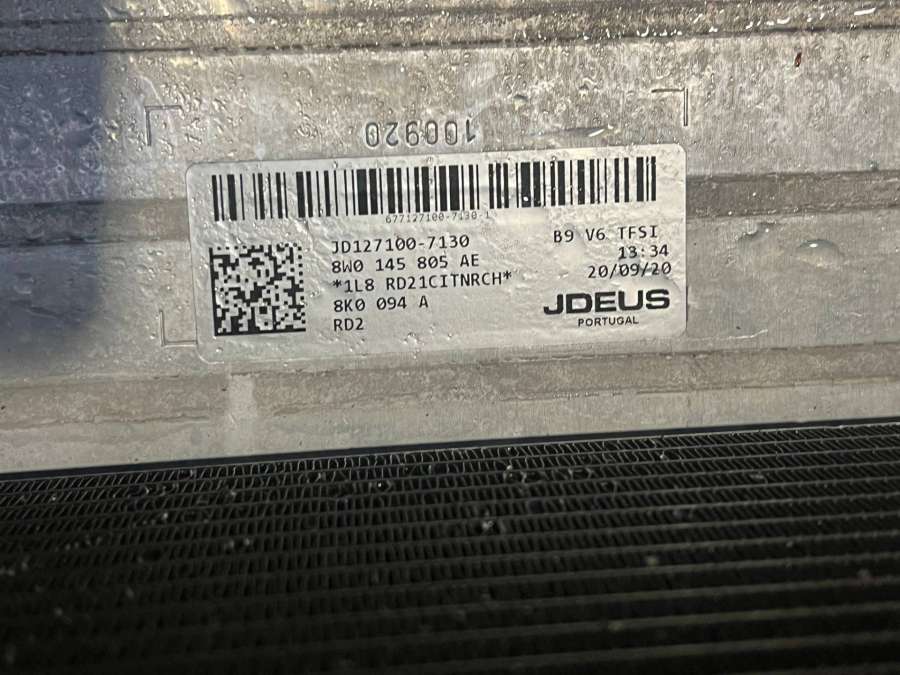 100920
677127100-7130-1
JD127100-7130
8W0 145 805 AE
*1L8 RD21CITNRCH*
8K0 094 A
RD2
B9 V6 TFSI
13:34
20/09/20
JDEUS
PORTUGAL